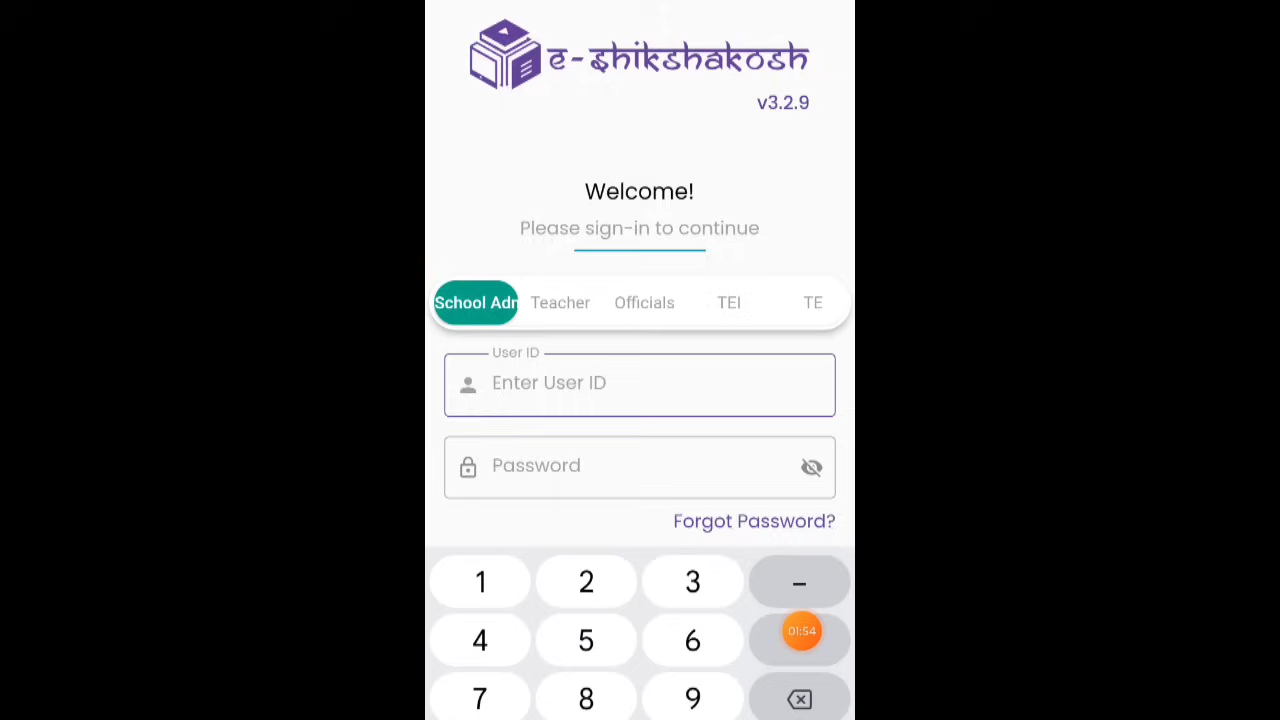 e-shikshakosh
v3.2.9
Welcome!
Please sign-in to continue
School Adm Teacher Officials TEI TE
User ID
Enter User ID
Password
Forgot Password?
1 2 3 –
4 5 6 01:54
7 8 9